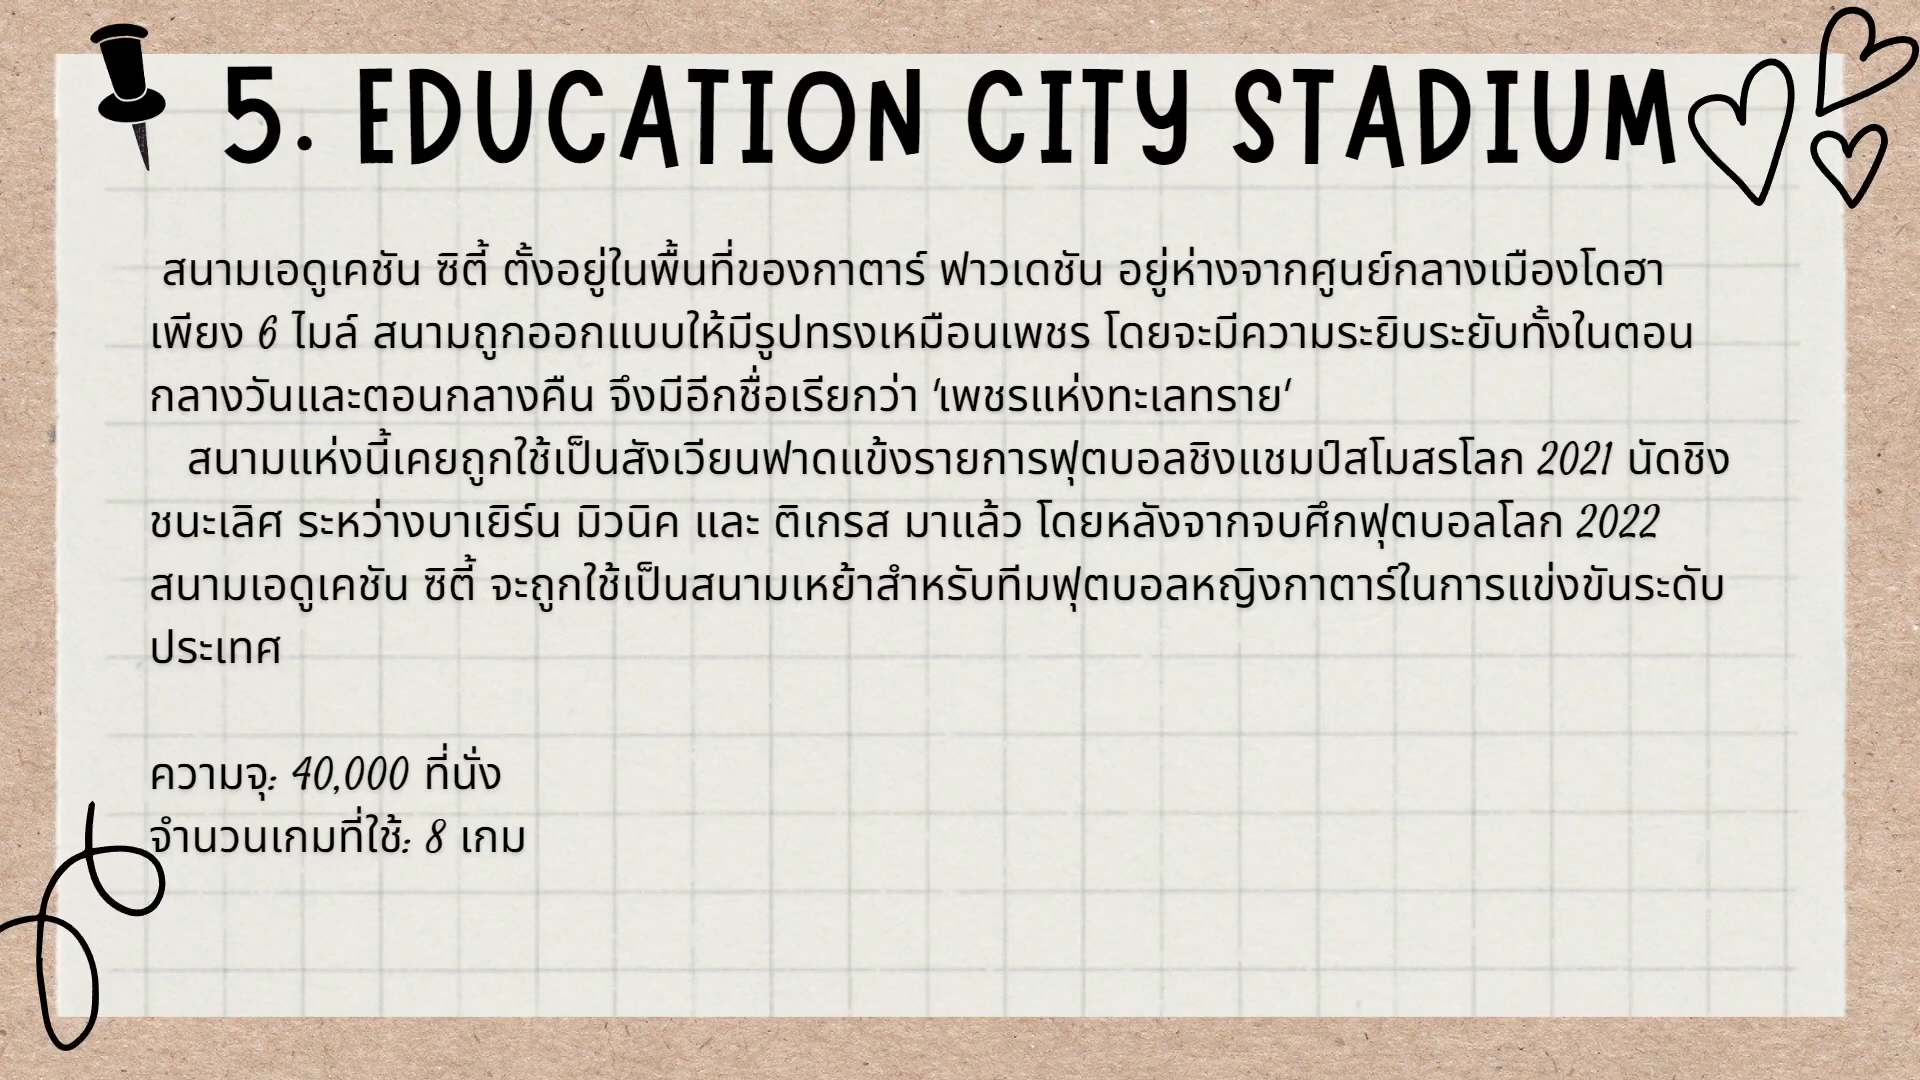 5. EDUCATION CITY STADIUM
สนามเอดูเคชัน ซิตี้ ตั้งอยู่ในพื้นที่ของกาตาร์ ฟาวเดชัน อยู่ห่างจากศูนย์กลางเมืองโดฮา
เพียง 6 ไมล์ สนามถูกออกแบบให้มีรูปทรงเหมือนเพชร โดยจะมีความระยิบระยับทั้งในตอน
กลางวันและตอนกลางคืน จึงมีอีกชื่อเรียกว่า ‘เพชรแห่งทะเลทราย‘
สนามแห่งนี้เคยถูกใช้เป็นสังเวียนฟาดแข้งรายการฟุตบอลชิงแชมป์สโมสรโลก 2021 นัดชิง
ชนะเลิศ ระหว่างบาเยิร์น มิวนิค และ ติเกรส มาแล้ว โดยหลังจากจบศึกฟุตบอลโลก 2022
สนามเอดูเคชัน ซิตี้ จะถูกใช้เป็นสนามเหย้าสำหรับทีมฟุตบอลหญิงกาตาร์ในการแข่งขันระดับ
ประเทศ
ความจุ: 40,000 ที่นั่ง
จำนวนเกมที่ใช้: 8 เกม